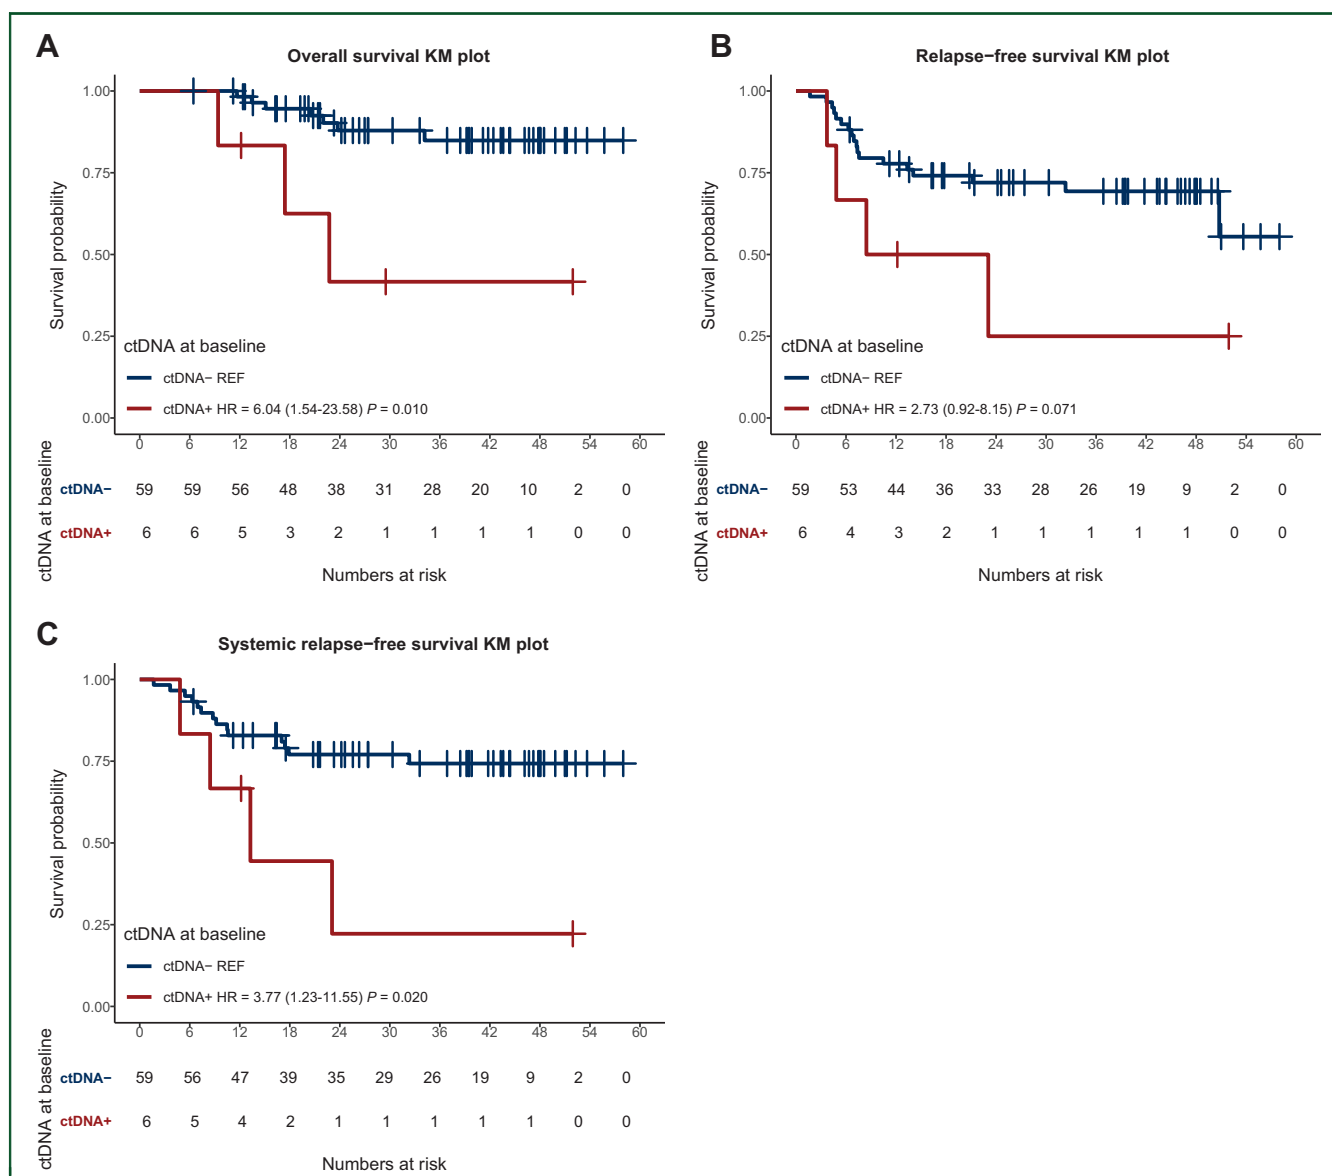 A
Overall survival KM plot
Survival probability
1.00
0.75
0.50
0.25
0.00
ctDNA at baseline
ctDNA− REF
ctDNA+ HR = 6.04 (1.54-23.58) P = 0.010
0 6 12 18 24 30 36 42 48 54 60
ctDNA at baseline
ctDNA− 59 59 56 48 38 31 28 20 10 2 0
ctDNA+ 6 6 5 3 2 1 1 1 1 0 0
Numbers at risk
B
Relapse−free survival KM plot
Survival probability
1.00
0.75
0.50
0.25
0.00
ctDNA at baseline
ctDNA− REF
ctDNA+ HR = 2.73 (0.92-8.15) P = 0.071
0 6 12 18 24 30 36 42 48 54 60
ctDNA at baseline
ctDNA− 59 53 44 36 33 28 26 19 9 2 0
ctDNA+ 6 4 3 2 1 1 1 1 1 0 0
Numbers at risk
C
Systemic relapse−free survival KM plot
Survival probability
1.00
0.75
0.50
0.25
0.00
ctDNA at baseline
ctDNA− REF
ctDNA+ HR = 3.77 (1.23-11.55) P = 0.020
0 6 12 18 24 30 36 42 48 54 60
ctDNA at baseline
ctDNA− 59 56 47 39 35 29 26 19 9 2 0
ctDNA+ 6 5 4 2 1 1 1 1 1 0 0
Numbers at risk